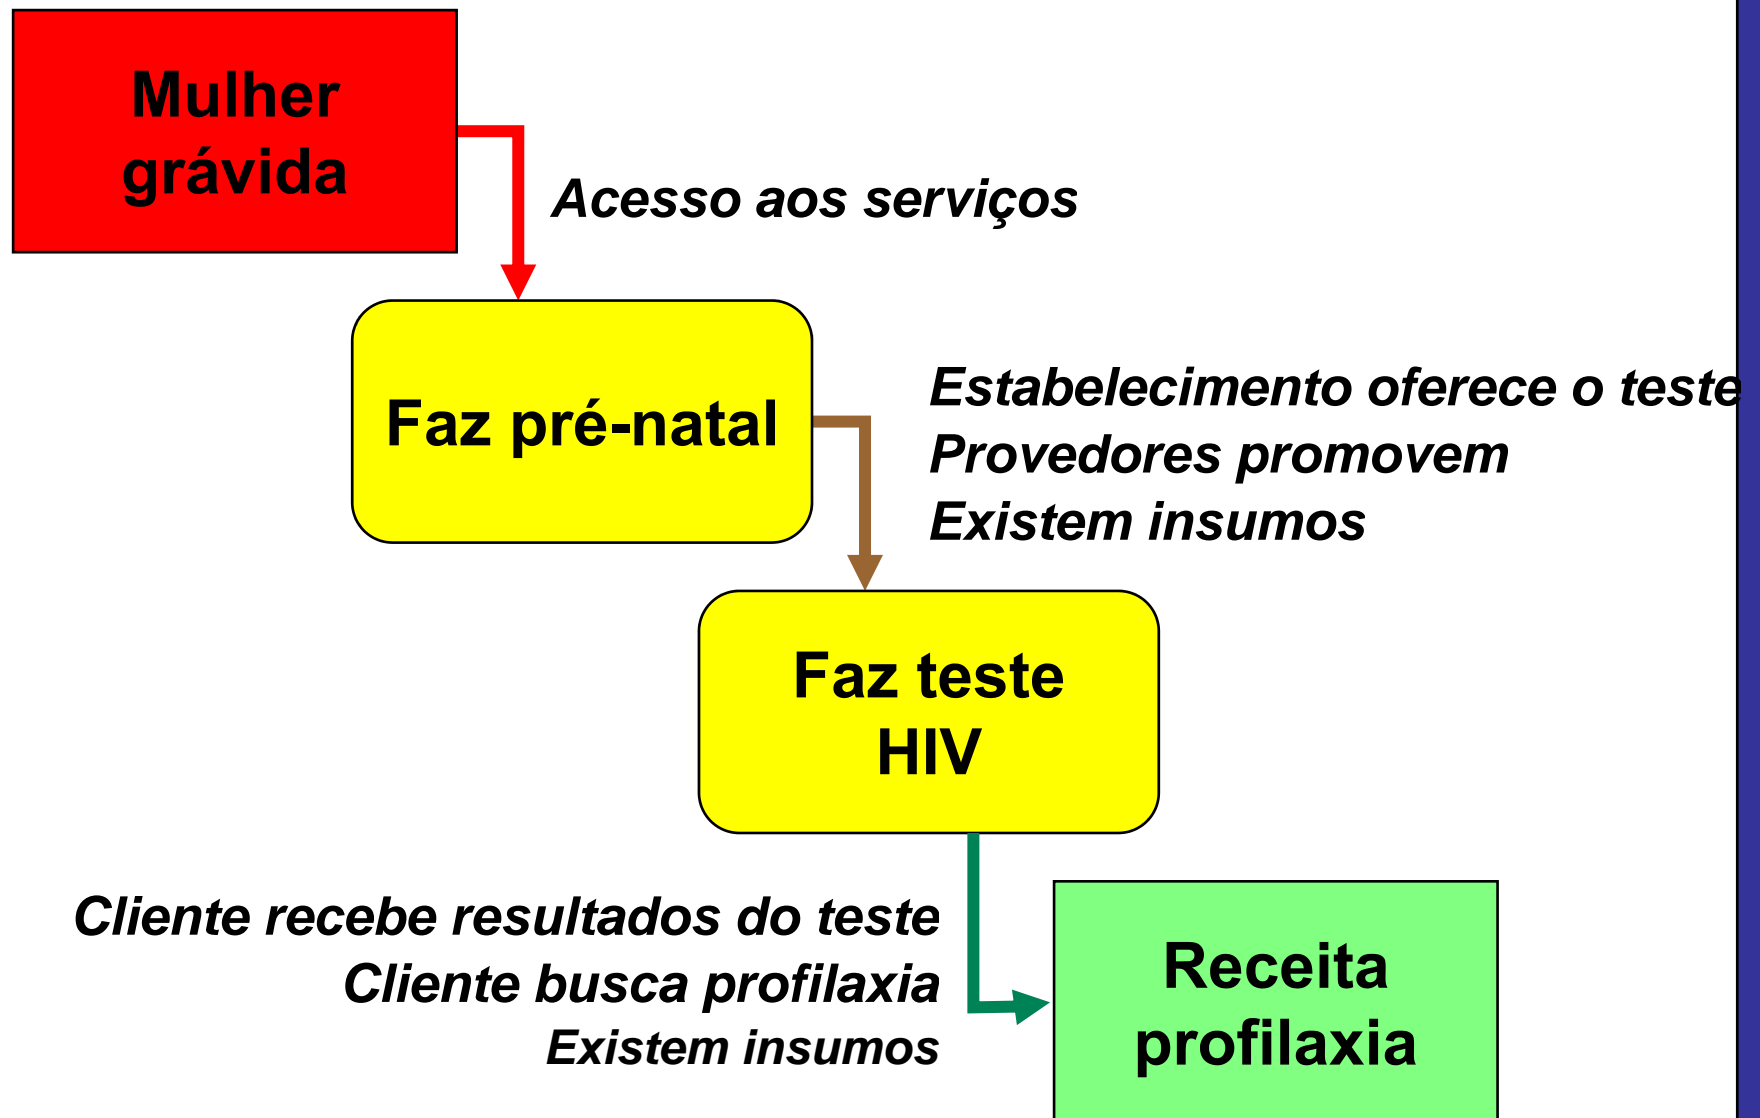 Mulher
grávida
Acesso aos serviços
Faz pré-natal
Estabelecimento oferece o teste
Provedores promovem
Existem insumos
Faz teste
HIV
Cliente recebe resultados do teste
Cliente busca profilaxia
Existem insumos
Receita
profilaxia